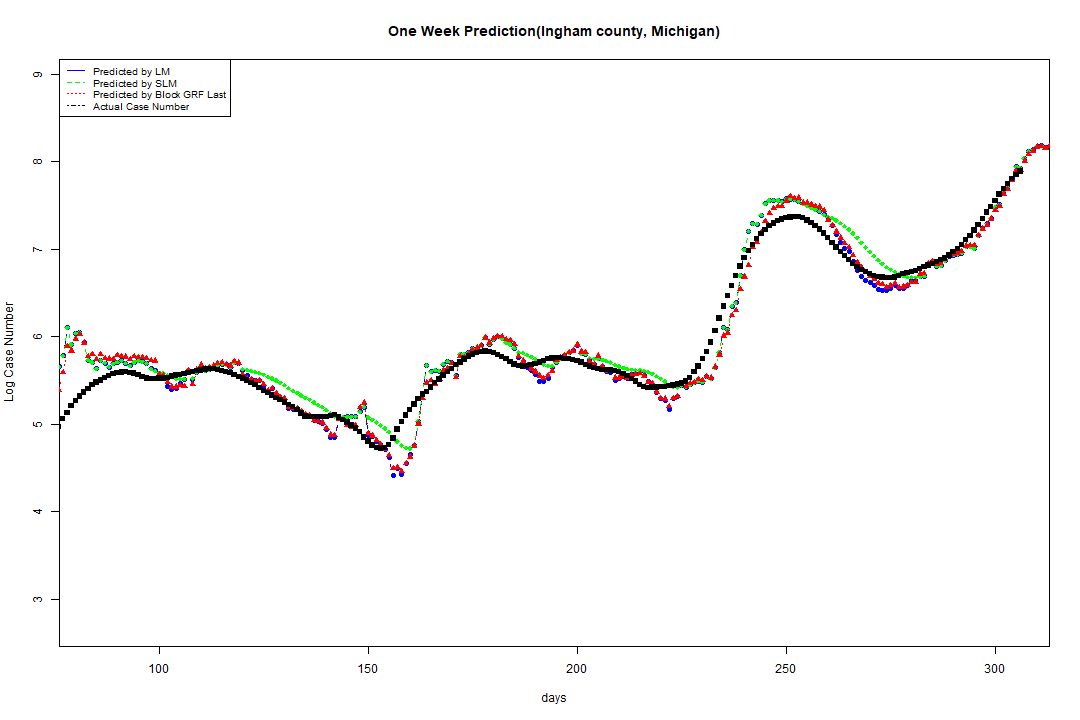 One Week Prediction(Ingham county, Michigan)
Predicted by LM
Predicted by SLM
Predicted by Block GRF Last
Actual Case Number
Log Case Number
9
8
7
6
5
4
3
100 150 200 250 300
days